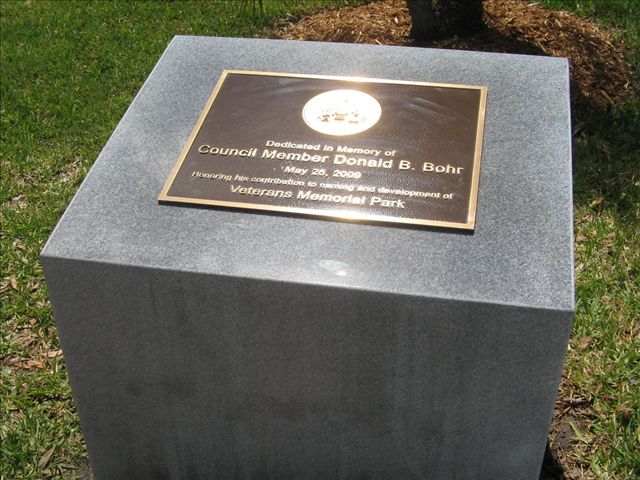 Dedicated in Memory of
Council Member Donald B. Bohr
May 28, 2009
Honoring his contribution to naming and development of
Veterans Memorial Park